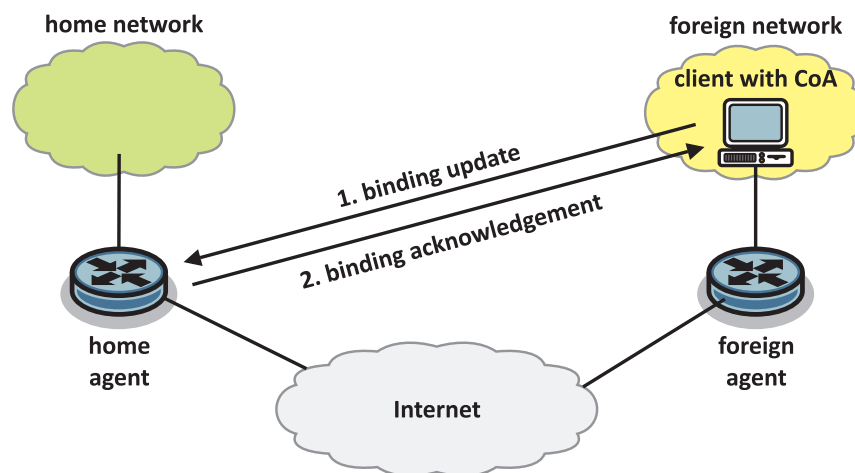 home network
foreign network
client with CoA
1. binding update
2. binding acknowledgement
home
agent
foreign
agent
Internet